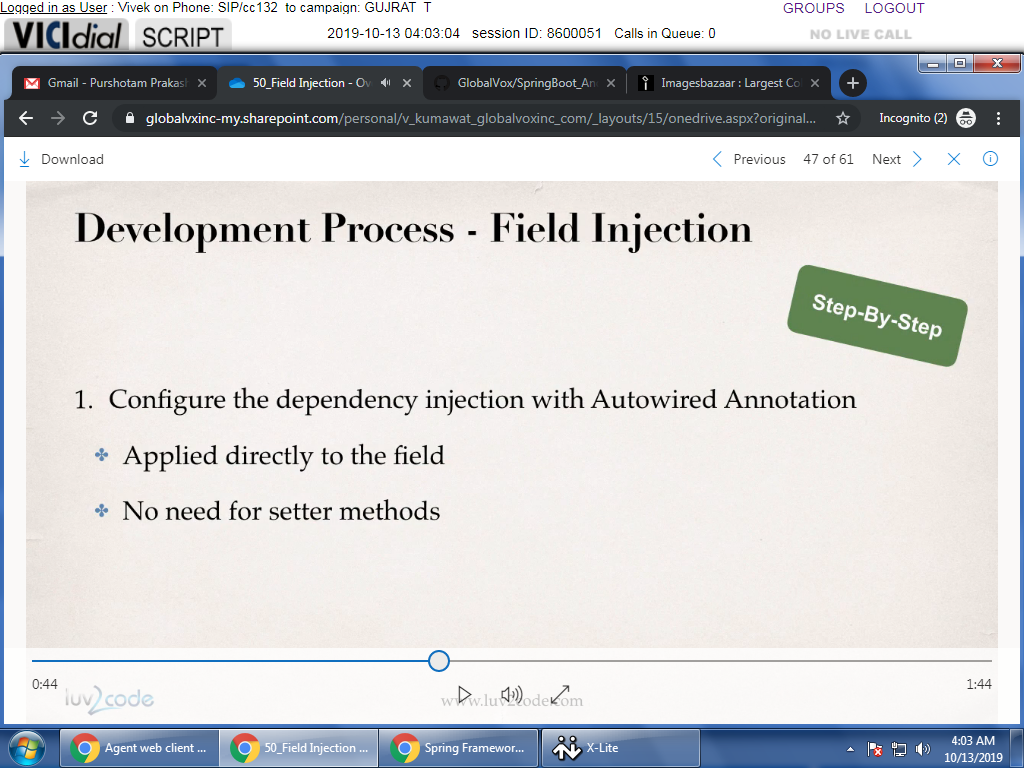 Logged in as User : Vivek on Phone: SIP/cc132 to campaign: GUJRAT_T
GROUPS LOGOUT
VICIdial SCRIPT
2019-10-13 04:03:04 session ID: 8600051 Calls in Queue: 0
NO LIVE CALL
Gmail - Purshotam Prakash
50_Field Injection - Ov
GlobalVox/SpringBoot_An
Imagesbazaar : Largest Co
globalvxinc-my.sharepoint.com/personal/v_kumawat_globalvoxinc_com/_layouts/15/onedrive.aspx?original...
Incognito (2)
Download
Previous 47 of 61 Next
Development Process - Field Injection
Step-By-Step
1. Configure the dependency injection with Autowired Annotation
Applied directly to the field
No need for setter methods
0:44
1:44
luv2code
www.luv2code.com
Agent web client ...
50_Field Injection ...
Spring Framewor...
X-Lite
4:03 AM
10/13/2019